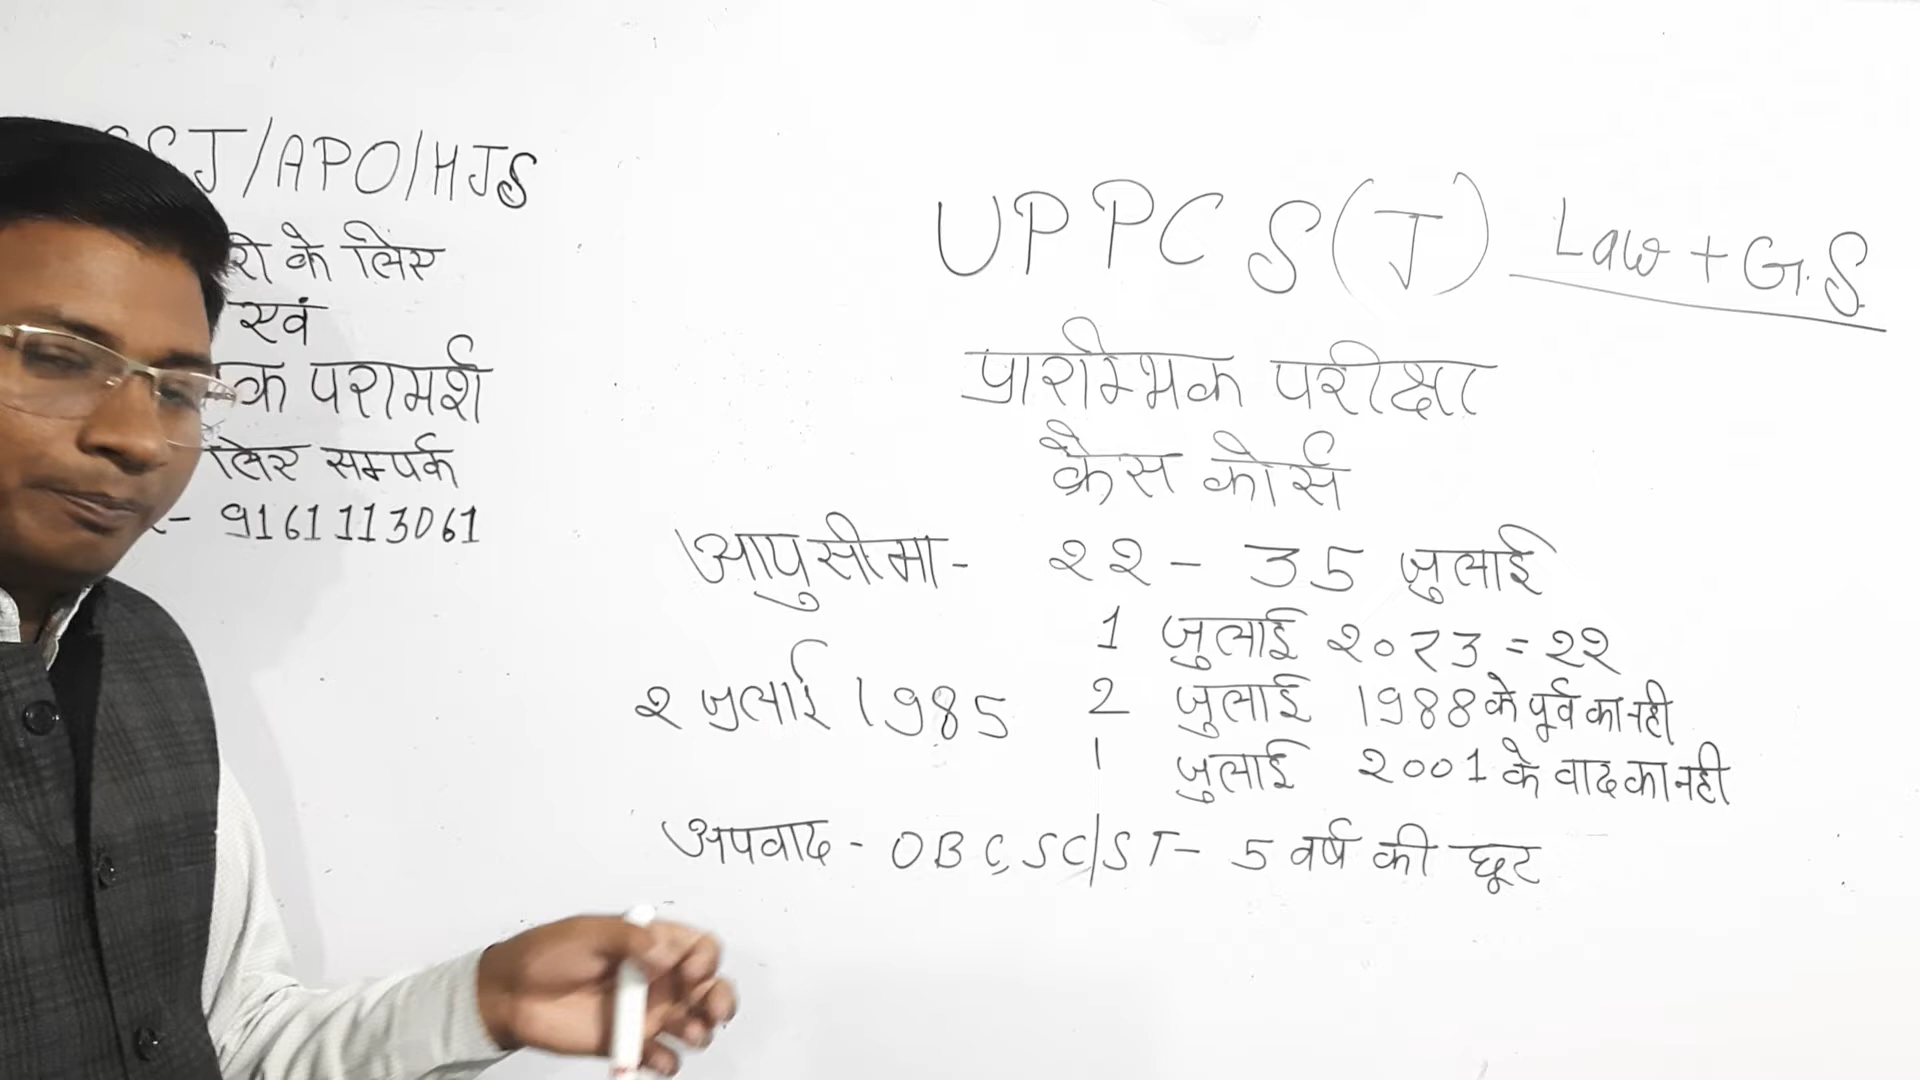 SJ/APO/HJS
के लिए
एवं
परामर्श
लिए सम्पर्क
- 9161113061
UPPCS(J) Law + G.S
प्रारम्भिक परीक्षा
क्रैस कोर्स
आयुसीमा - २२ - 35 जुलाई
1 जुलाई २०२3 = २२
२ जुलाई 1985
2 जुलाई 1988 के पूर्व का नही
1 जुलाई २००1 के वाद का नही
अपवाद - OBC, SC/ST - 5 वर्ष की छूट